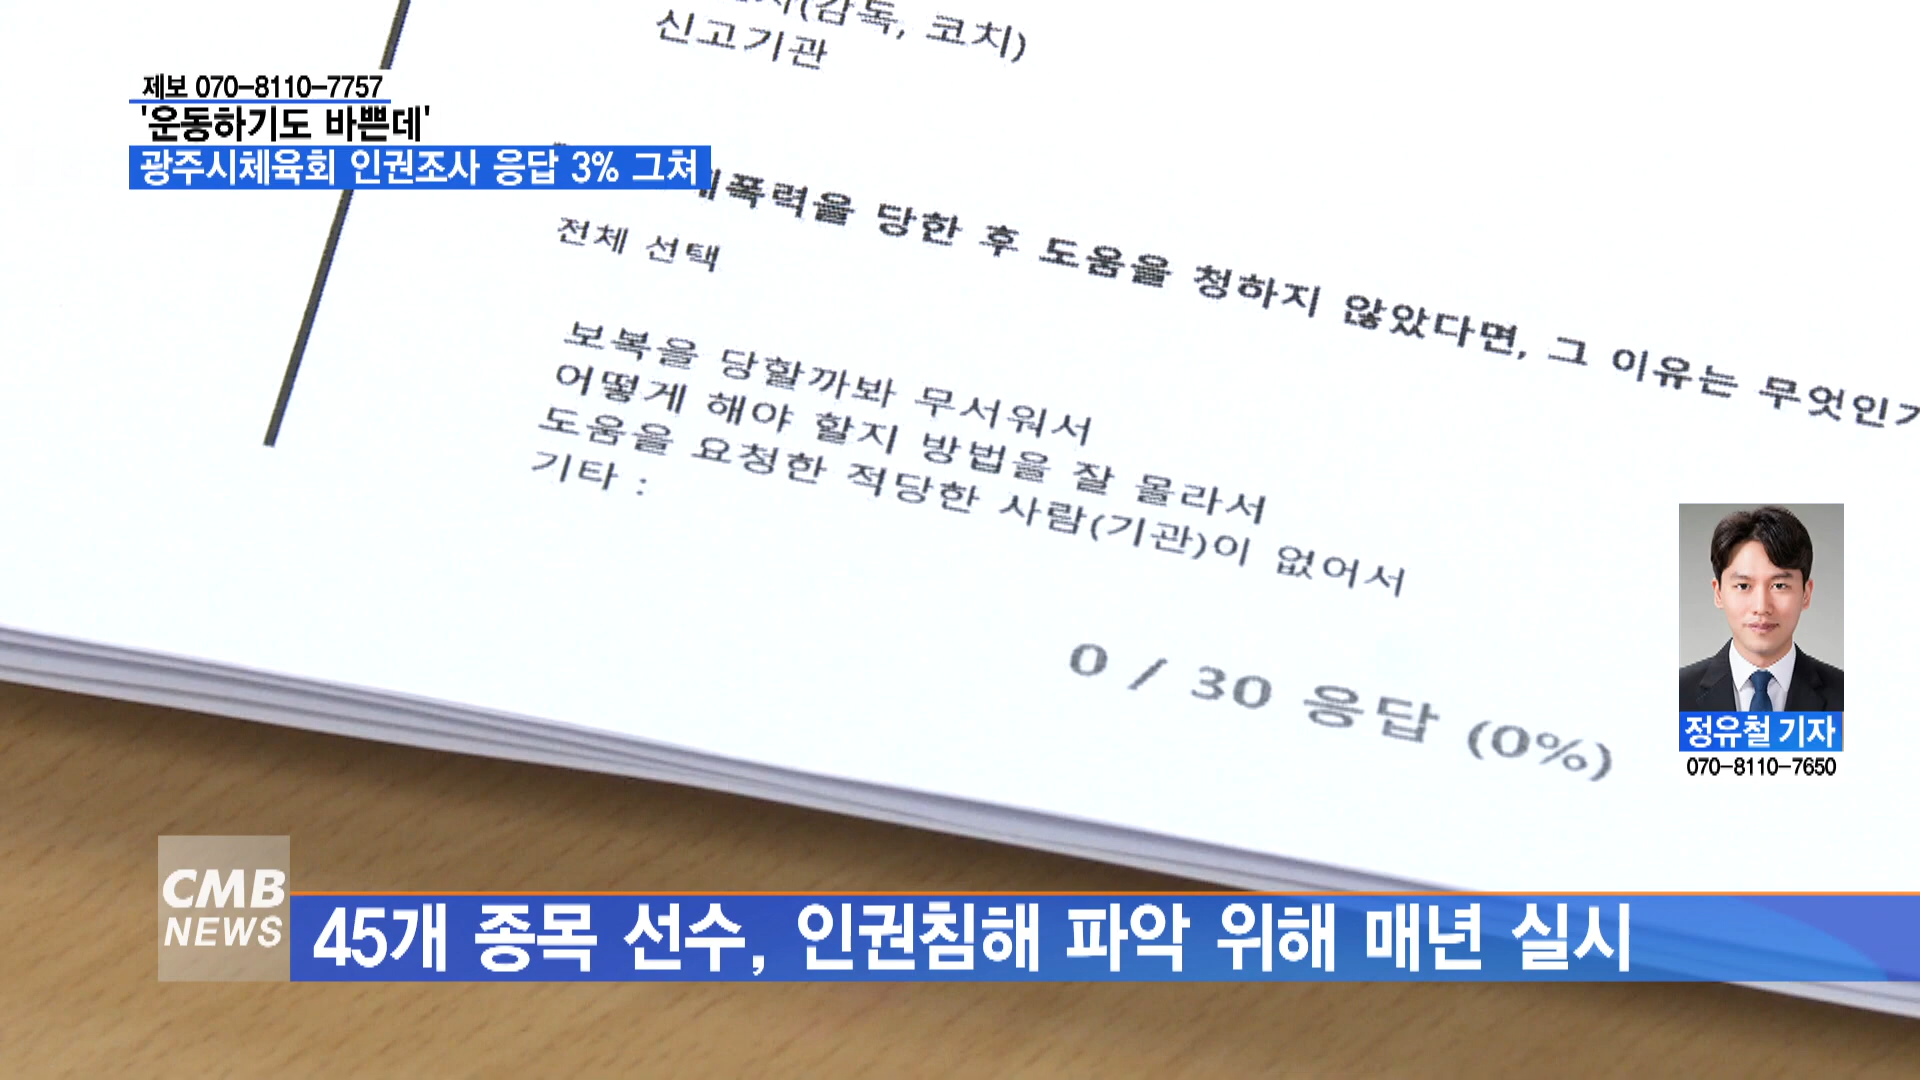 (감독, 코치)
신고기관
제보 070-8110-7757
'운동하기도 바쁜데'
광주시체육회 인권조사 응답 3% 그쳐
폭력을 당한 후 도움을 청하지 않았다면, 그 이유는 무엇인가
전체 선택
보복을 당할까봐 무서워서
어떻게 해야 할지 방법을 잘 몰라서
도움을 요청한 적당한 사람(기관)이 없어서
기타 :
0 / 30 응답 (0%)
정유철 기자
070-8110-7650
CMB
NEWS
45개 종목 선수, 인권침해 파악 위해 매년 실시